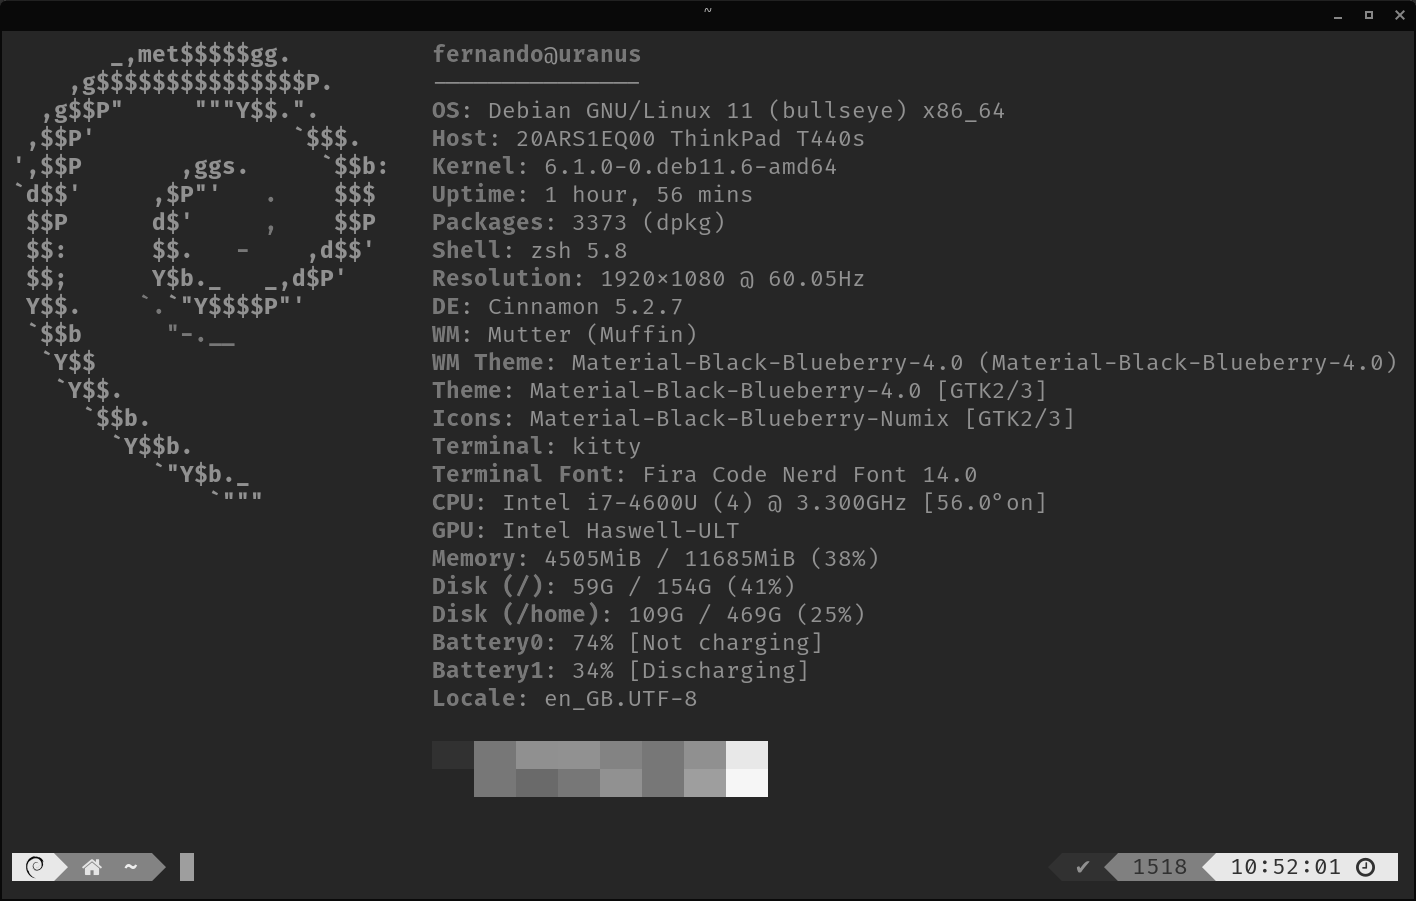 ~
_,met$$$$$gg.
,g$$$$$$$$$$$$$$$P.
,g$$P"      """Y$$.".
,$$P'               `$$$.
',$$P       ,ggs.     `$$b:
`d$$'     ,$P"'   .    $$$
$$P      d$'     ,    $$P
$$:      $$.   -    ,d$$'
$$;      Y$b._   _,d$P'
Y$$.    `.`"Y$$$$P"'
`$$b      "-.__
`Y$$
`Y$$.
`$$b.
`Y$$b.
`"Y$b._
`"""
fernando@uranus
OS: Debian GNU/Linux 11 (bullseye) x86_64
Host: 20ARS1EQ00 ThinkPad T440s
Kernel: 6.1.0-0.deb11.6-amd64
Uptime: 1 hour, 56 mins
Packages: 3373 (dpkg)
Shell: zsh 5.8
Resolution: 1920×1080 @ 60.05Hz
DE: Cinnamon 5.2.7
WM: Mutter (Muffin)
WM Theme: Material-Black-Blueberry-4.0 (Material-Black-Blueberry-4.0)
Theme: Material-Black-Blueberry-4.0 [GTK2/3]
Icons: Material-Black-Blueberry-Numix [GTK2/3]
Terminal: kitty
Terminal Font: Fira Code Nerd Font 14.0
CPU: Intel i7-4600U (4) @ 3.300GHz [56.0°on]
GPU: Intel Haswell-ULT
Memory: 4505MiB / 11685MiB (38%)
Disk (/): 59G / 154G (41%)
Disk (/home): 109G / 469G (25%)
Battery0: 74% [Not charging]
Battery1: 34% [Discharging]
Locale: en_GB.UTF-8
~ ✔ 1518 10:52:01